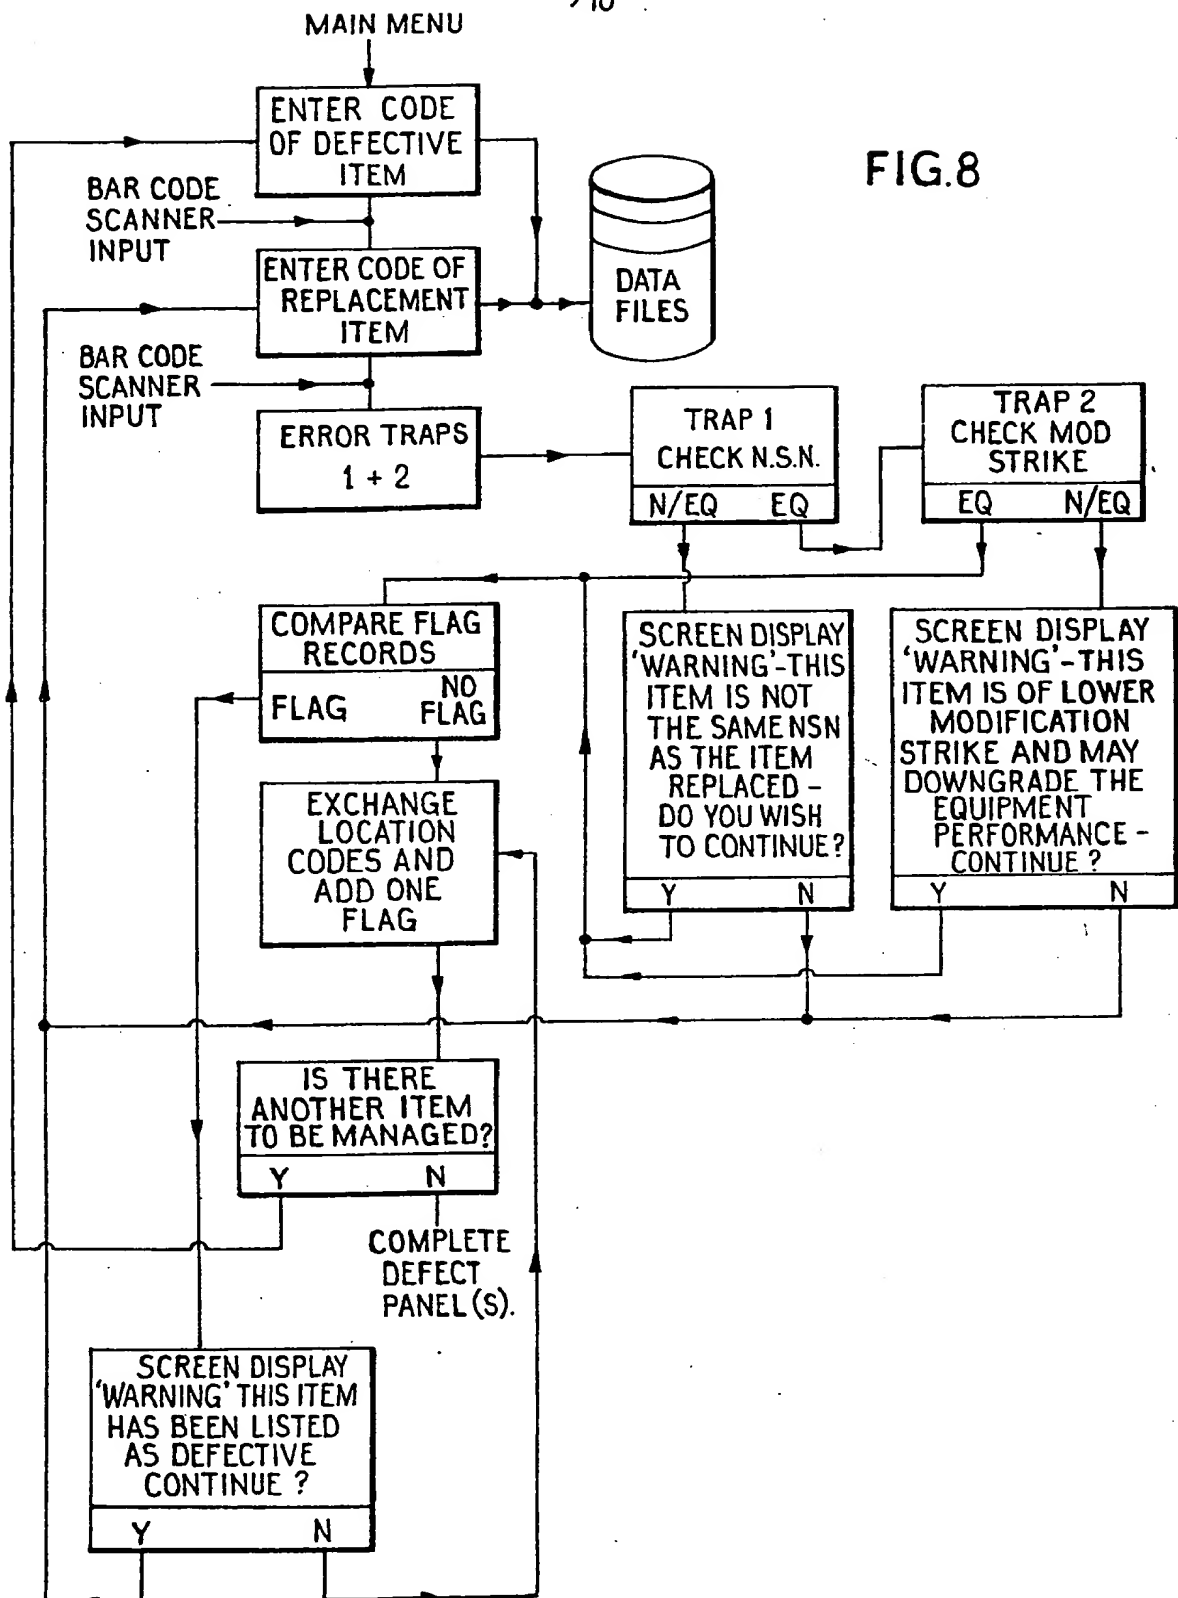 /10
MAIN MENU
ENTER CODE
OF DEFECTIVE
ITEM
FIG.8
BAR CODE
SCANNER
INPUT
ENTER CODE OF
REPLACEMENT
ITEM
DATA
FILES
BAR CODE
SCANNER
INPUT
ERROR TRAPS
1 + 2
TRAP 1
CHECK N.S.N.
N/EQ EQ
TRAP 2
CHECK MOD
STRIKE
EQ N/EQ
COMPARE FLAG
RECORDS
FLAG
NO
FLAG
SCREEN DISPLAY
'WARNING'-THIS
ITEM IS NOT
THE SAME NSN
AS THE ITEM
REPLACED -
DO YOU WISH
TO CONTINUE?
Y N
SCREEN DISPLAY
'WARNING'-THIS
ITEM IS OF LOWER
MODIFICATION
STRIKE AND MAY
DOWNGRADE THE
EQUIPMENT
PERFORMANCE -
CONTINUE ?
Y N
EXCHANGE
LOCATION
CODES AND
ADD ONE
FLAG
IS THERE
ANOTHER ITEM
TO BE MANAGED?
Y N
COMPLETE
DEFECT
PANEL (S).
SCREEN DISPLAY
'WARNING' THIS ITEM
HAS BEEN LISTED
AS DEFECTIVE
CONTINUE ?
Y N